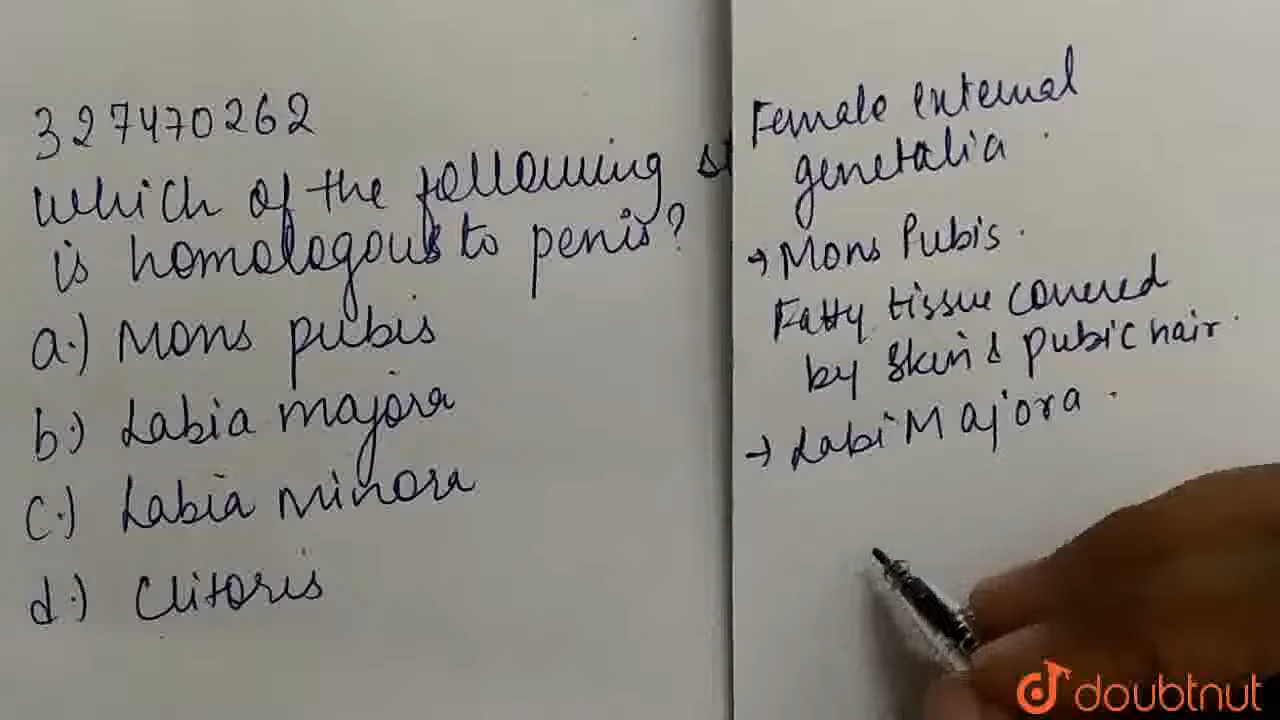 327470262
which of the following st
is homologous to penis?
a.) Mons pubis
b.) Labia majora
c.) Labia minora
d.) Clitoris
Female external
genetalia.
→ Mons Pubis.
Fatty tissue covered
by skin & pubic hair.
→ Labi Majora.
doubtnut